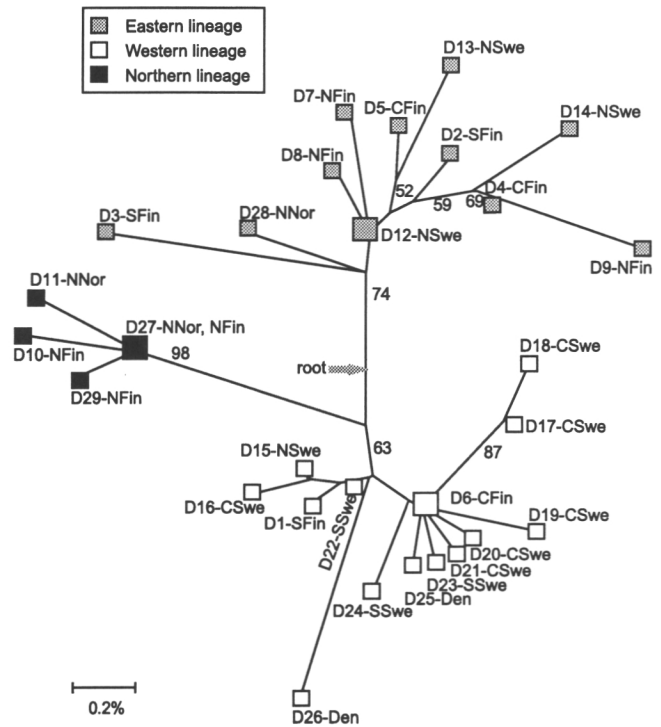 Eastern lineage
Western lineage
Northern lineage
D13-NSwe
D7-NFin
D5-CFin
D14-NSwe
D2-SFin
D8-NFin
52
59
69
D4-CFin
D3-SFin
D28-NNor
D12-NSwe
D9-NFin
D11-NNor
74
D27-NNor, NFin
D10-NFin
98
D29-NFin
root
D18-CSwe
D17-CSwe
87
63
D15-NSwe
D16-CSwe
D1-SFin
D22-SSwe
D6-CFin
D19-CSwe
D20-CSwe
D21-CSwe
D23-SSwe
D25-Den
D24-SSwe
0.2%
D26-Den